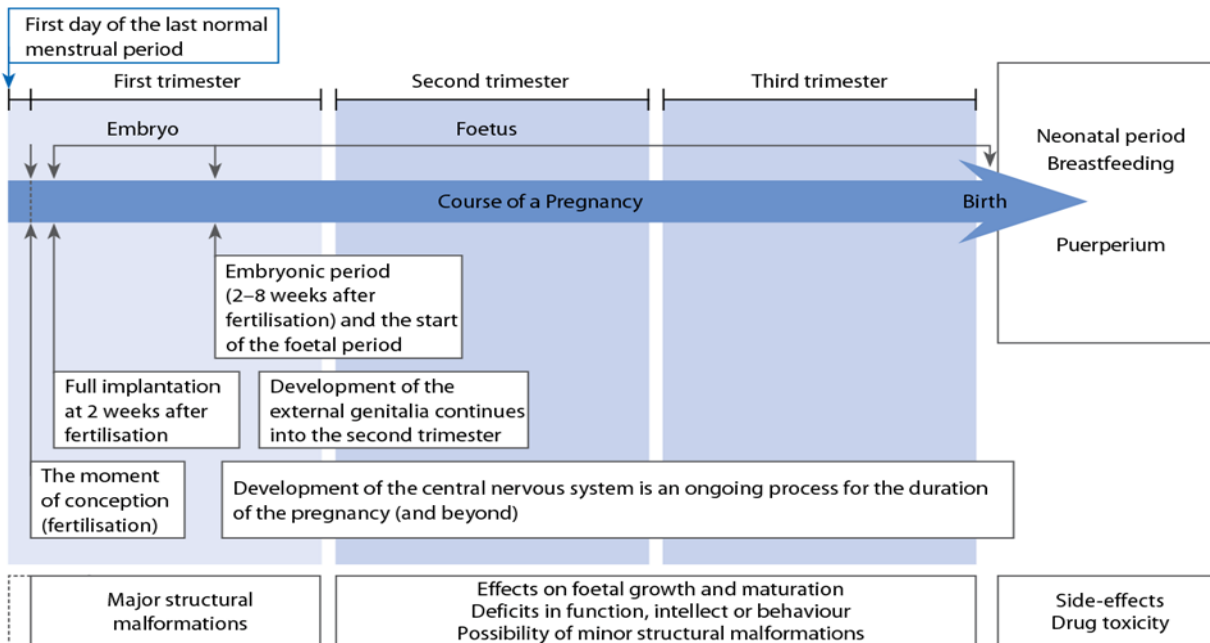 First day of the last normal
menstrual period
First trimester
Second trimester
Third trimester
Embryo
Foetus
Neonatal period
Breastfeeding
Course of a Pregnancy
Birth
Puerperium
Embryonic period
(2–8 weeks after
fertilisation) and the start
of the foetal period
Full implantation
at 2 weeks after
fertilisation
Development of the
external genitalia continues
into the second trimester
The moment
of conception
(fertilisation)
Development of the central nervous system is an ongoing process for the duration
of the pregnancy (and beyond)
Major structural
malformations
Effects on foetal growth and maturation
Deficits in function, intellect or behaviour
Possibility of minor structural malformations
Side-effects
Drug toxicity